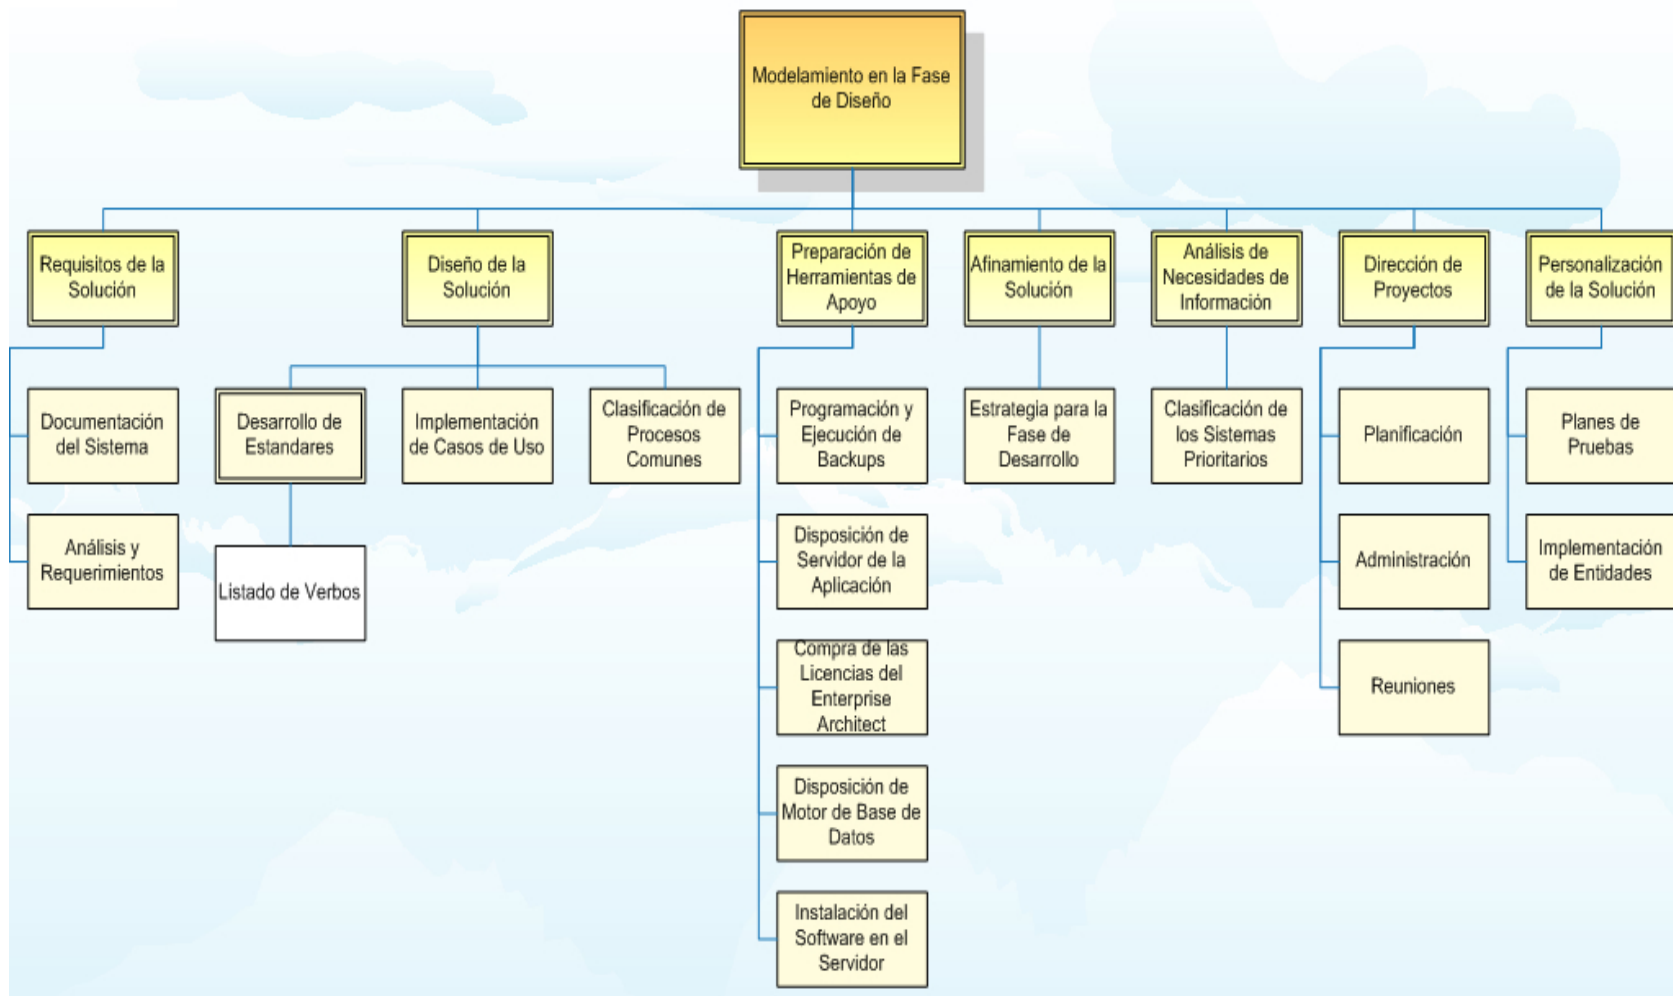 Modelamiento en la Fase
de Diseño
Requisitos de la
Solución
Diseño de la
Solución
Preparación de
Herramientas de
Apoyo
Afinamiento de la
Solución
Análisis de
Necesidades de
Información
Dirección de
Proyectos
Personalización
de la Solución
Documentación
del Sistema
Análisis y
Requerimientos
Desarrollo de
Estandares
Listado de Verbos
Implementación
de Casos de Uso
Clasificación de
Procesos
Comunes
Programación y
Ejecución de
Backups
Disposición de
Servidor de la
Aplicación
Compra de las
Licencias del
Enterprise
Architect
Disposición de
Motor de Base de
Datos
Instalación del
Software en el
Servidor
Estrategia para la
Fase de
Desarrollo
Clasificación de
los Sistemas
Prioritarios
Planificación
Administración
Reuniones
Planes de
Pruebas
Implementación
de Entidades